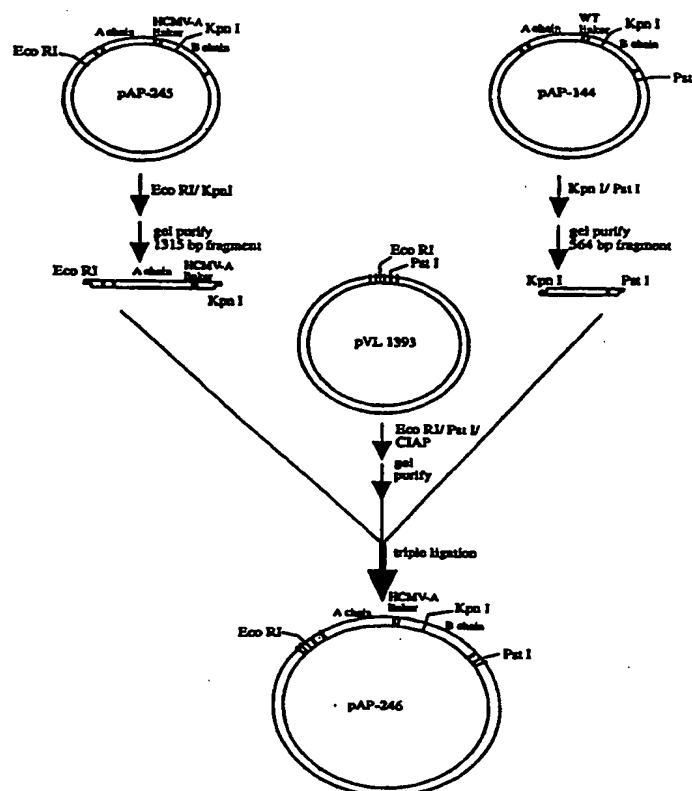 HCMV-A
A chain
linker
Kpn I
B chain
Eco RI
pAP-245
WT
A chain
linker
Kpn I
B chain
Pst
pAP-144
Eco RI/ KpnI
gel purify
1315 bp fragment
Kpn I/ Pst I
gel purify
564 bp fragment
Eco RI
A chain
HCMV-A
linker
Kpn I
Kpn I
Pst I
Eco RI
Pst I
pVL 1393
Eco RI/ Pst I/
CIAP
gel
purify
triple ligation
HCMV-A
A chain
linker
Kpn I
B chain
Eco RI
Pst I
pAP-246